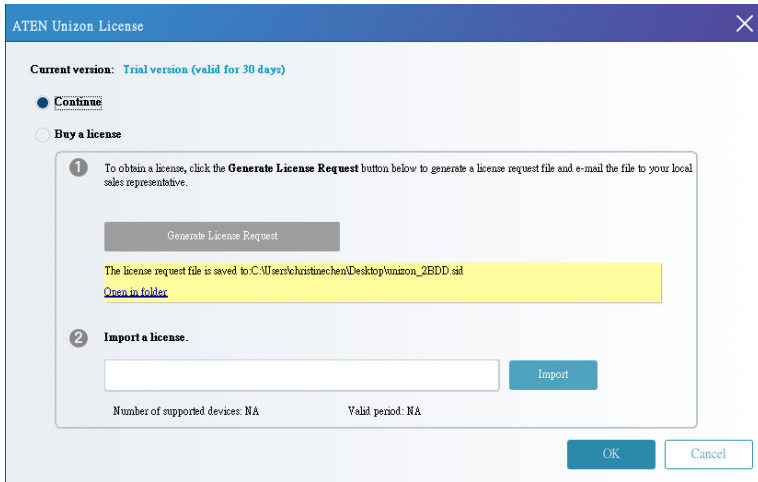 ATEN Unizon License
Current version: Trial version (valid for 30 days)
Continue
Buy a license
1 To obtain a license, click the Generate License Request button below to generate a license request file and e-mail the file to your local
sales representative.
Generate License Request
The license request file is saved to:C:\Users\christinechen\Desktop\unizon_2BDD.sid
Open in folder
2 Import a license.
Import
Number of supported devices: NA Valid period: NA
OK Cancel